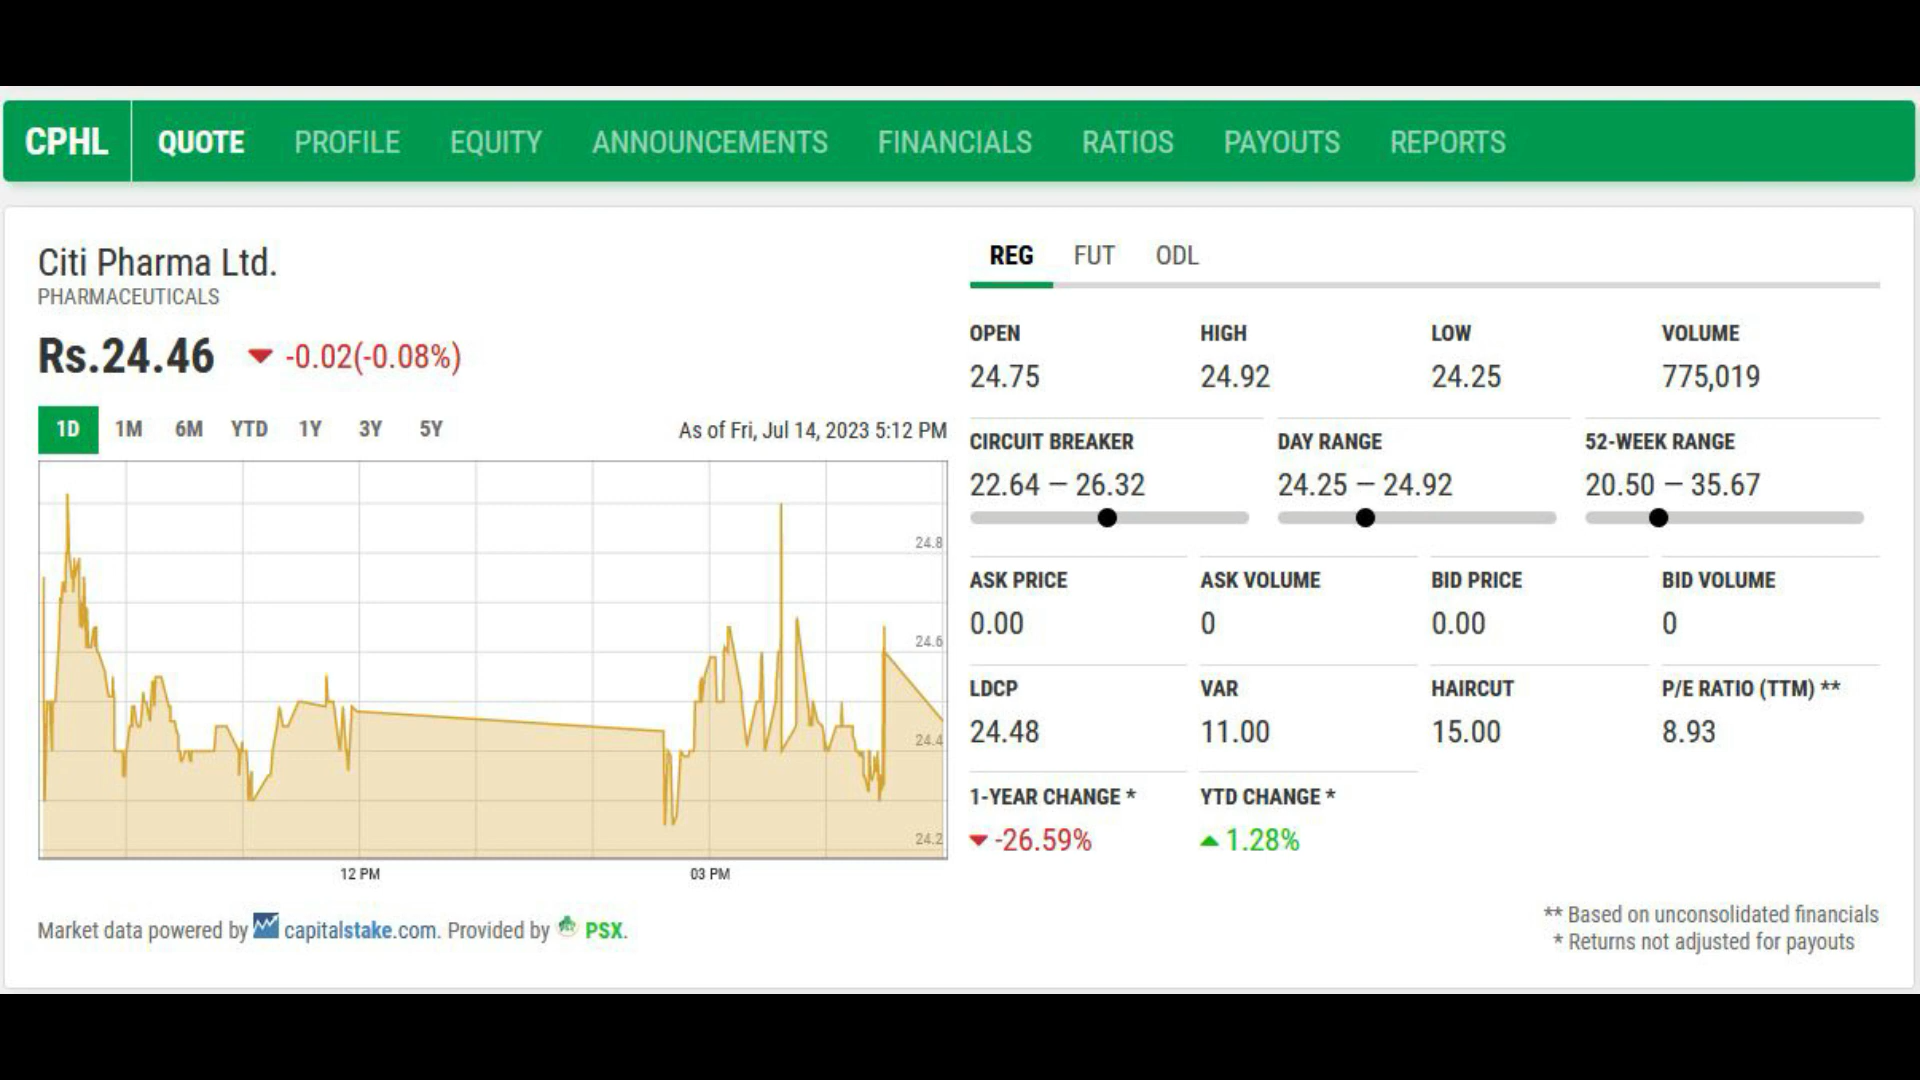 CPHL QUOTE PROFILE EQUITY ANNOUNCEMENTS FINANCIALS RATIOS PAYOUTS REPORTS
Citi Pharma Ltd.
PHARMACEUTICALS
Rs.24.46 -0.02(-0.08%)
1D 1M 6M YTD 1Y 3Y 5Y As of Fri, Jul 14, 2023 5:12 PM
24.8
24.6
24.4
24.2
12 PM 03 PM
Market data powered by capitalstake.com. Provided by PSX.
REG FUT ODL
OPEN HIGH LOW VOLUME
24.75 24.92 24.25 775,019
CIRCUIT BREAKER DAY RANGE 52-WEEK RANGE
22.64 — 26.32 24.25 — 24.92 20.50 — 35.67
ASK PRICE ASK VOLUME BID PRICE BID VOLUME
0.00 0 0.00 0
LDCP VAR HAIRCUT P/E RATIO (TTM) **
24.48 11.00 15.00 8.93
1-YEAR CHANGE * YTD CHANGE *
-26.59% 1.28%
** Based on unconsolidated financials
* Returns not adjusted for payouts